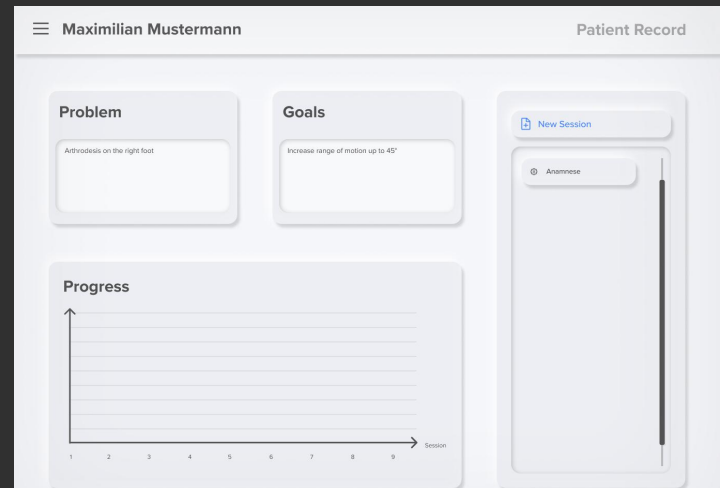 Maximilian Mustermann
Patient Record
Problem
Arthrodesis on the right foot
Goals
Increase range of motion up to 45°
New Session
Anamnese
Progress
Session
1 2 3 4 5 6 7 8 9